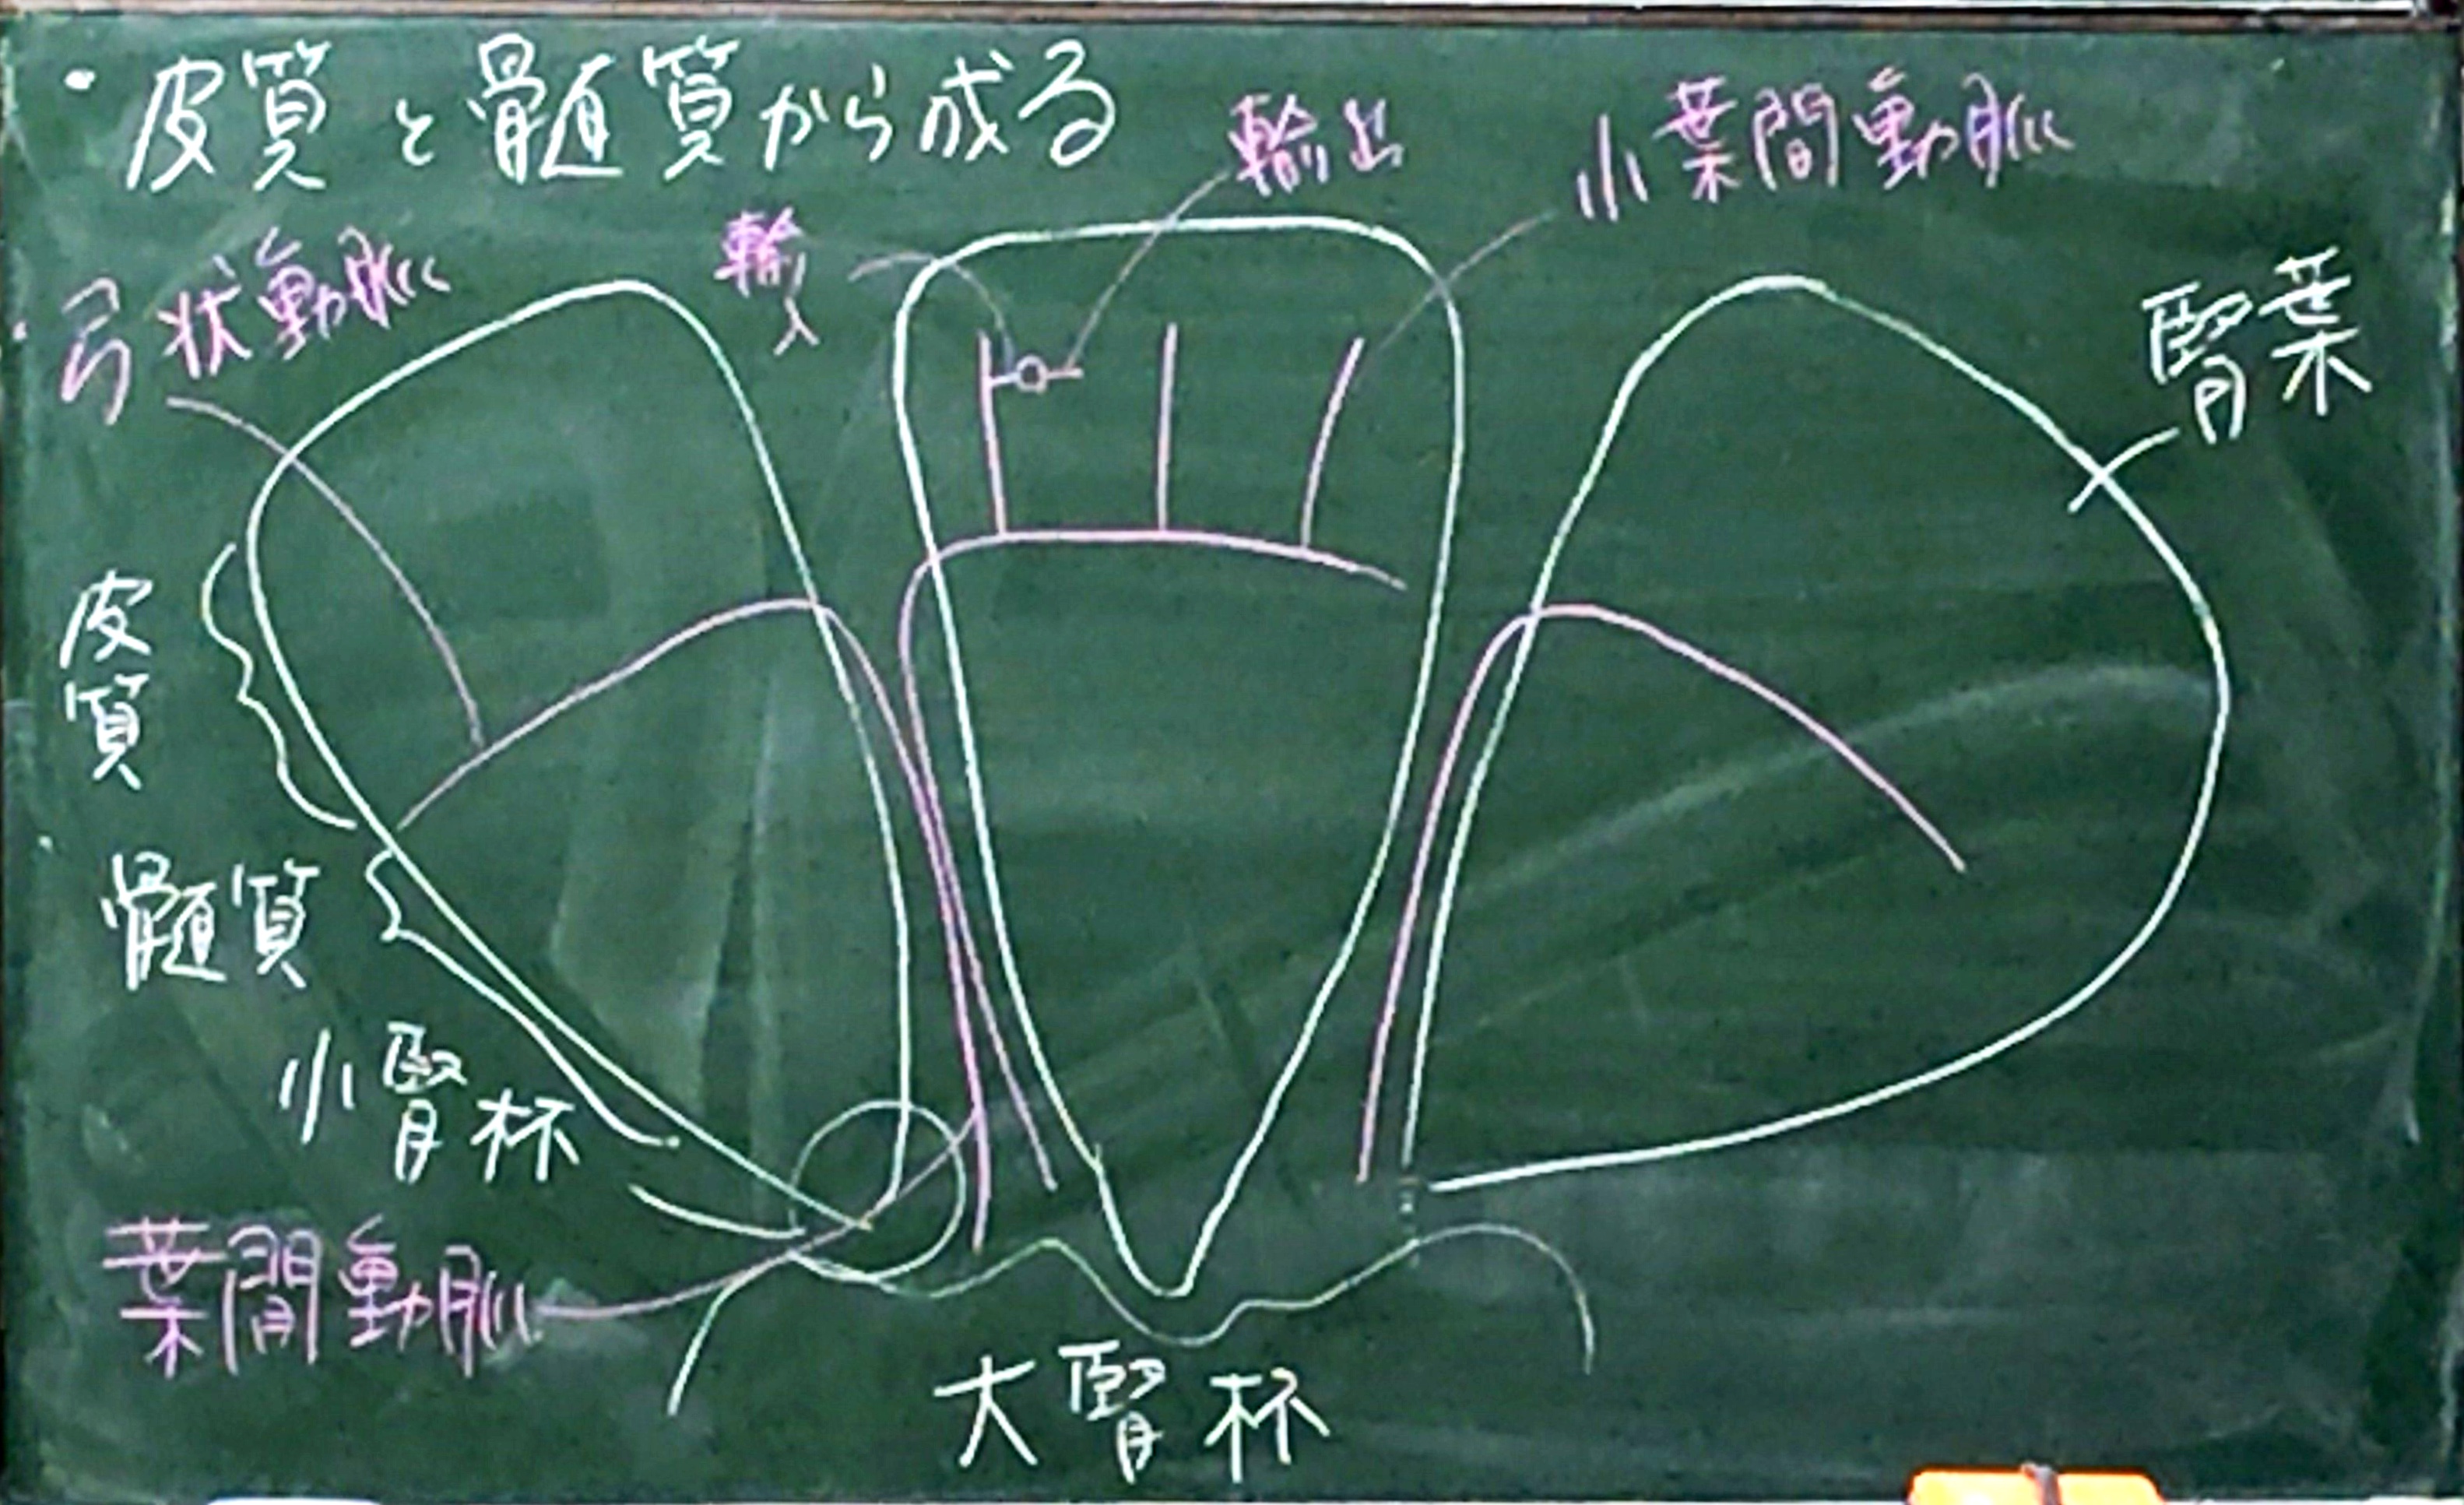 ・皮質と髄質から成る
輸出
小葉間動脈
輸入
弓状動脈
腎葉
皮質
髄質
小腎杯
葉間動脈
大腎杯